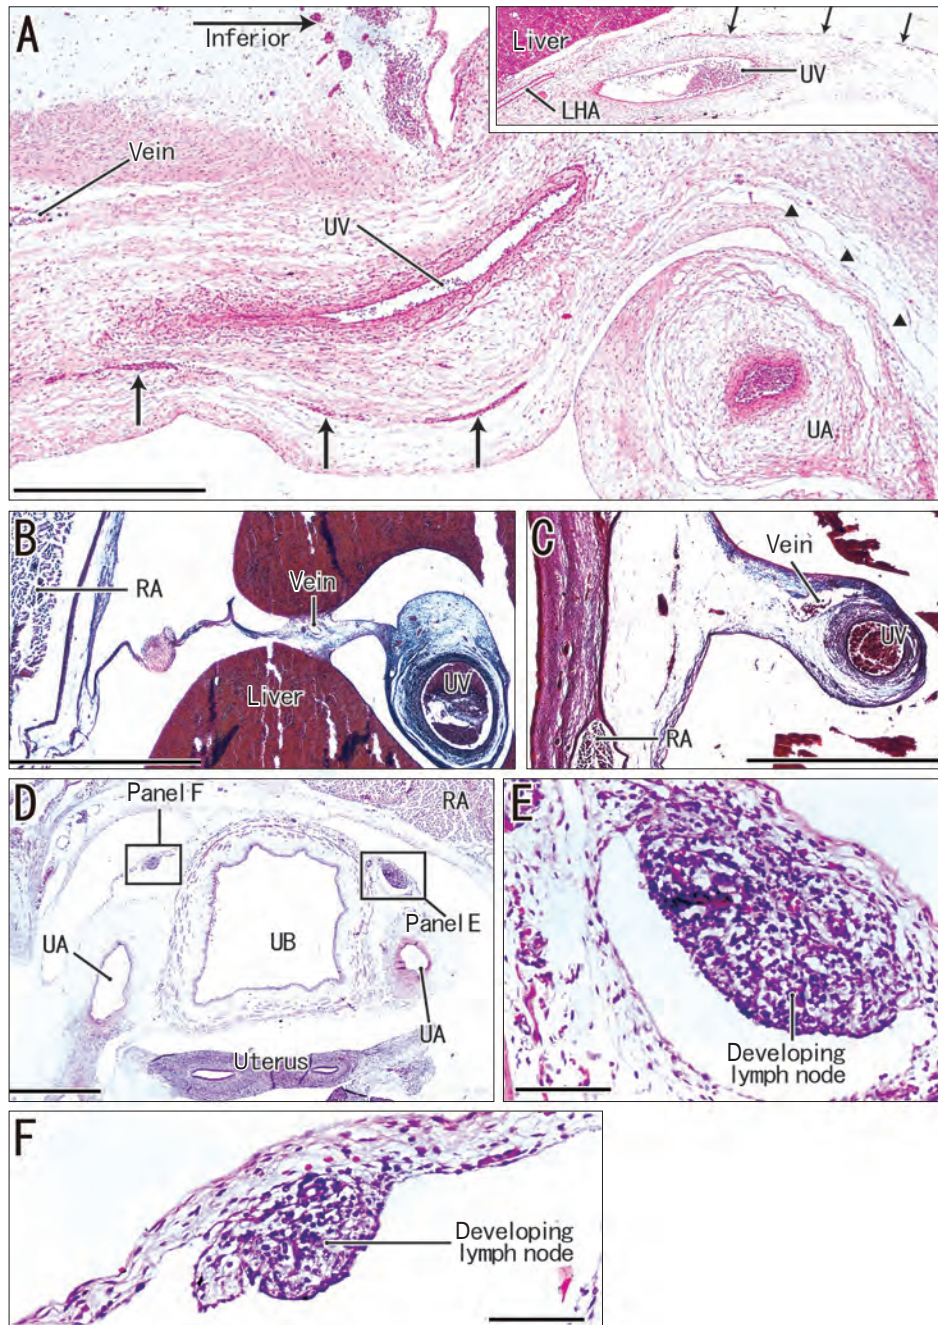 A
Inferior
Liver
UV
LHA
Vein
UV
UA
B
RA
Vein
Liver
UV
C
Vein
UV
RA
D
Panel F
RA
UB
Panel E
UA
UA
Uterus
E
Developing
lymph node
F
Developing
lymph node